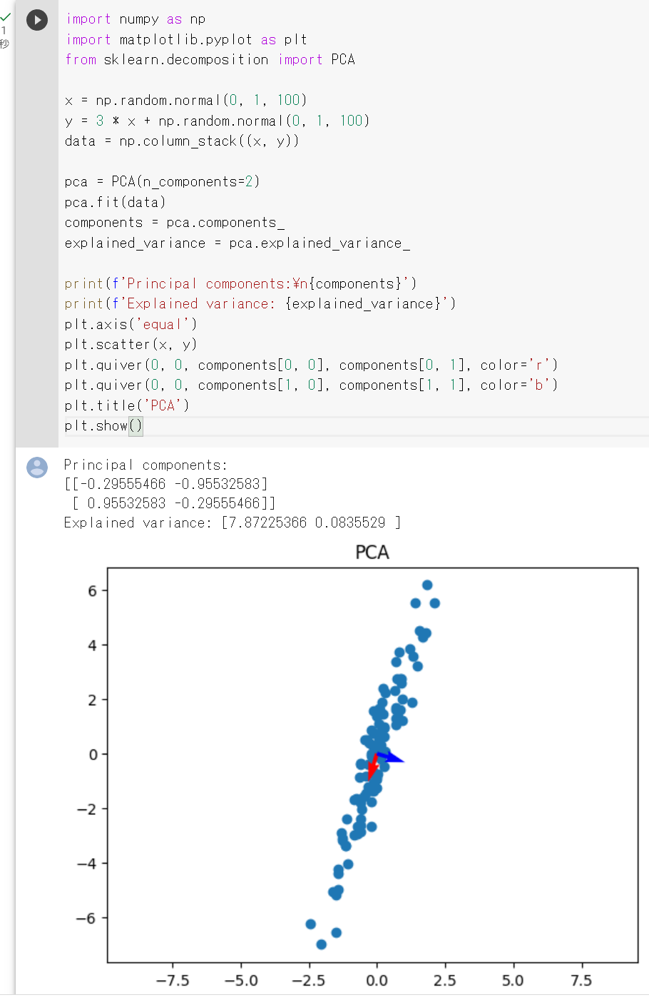 1
秒
import numpy as np
import matplotlib.pyplot as plt
from sklearn.decomposition import PCA
x = np.random.normal(0, 1, 100)
y = 3 * x + np.random.normal(0, 1, 100)
data = np.column_stack((x, y))
pca = PCA(n_components=2)
pca.fit(data)
components = pca.components_
explained_variance = pca.explained_variance_
print(f'Principal components:¥n{components}')
print(f'Explained variance: {explained_variance}')
plt.axis('equal')
plt.scatter(x, y)
plt.quiver(0, 0, components[0, 0], components[0, 1], color='r')
plt.quiver(0, 0, components[1, 0], components[1, 1], color='b')
plt.title('PCA')
plt.show()
Principal components:
[[-0.29555466 -0.95532583]
 [ 0.95532583 -0.29555466]]
Explained variance: [7.87225366 0.0835529 ]
PCA
6
4
2
0
−2
−4
−6
−7.5 −5.0 −2.5 0.0 2.5 5.0 7.5